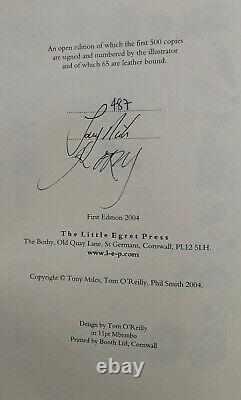 An open edition of which the first 500 copies
are signed and numbered by the illustrator
and of which 65 are leather bound.
487
First Edition 2004
The Little Egret Press
The Bothy, Old Quay Lane, St Germans, Cornwall, PL12 5LH.
www.l-e-p.com
Copyright © Tony Miles, Tom O'Reilly, Phil Smith 2004.
Design by Tom O'Reilly
in 11pt Mbembo
Printed by Booth Ltd, Cornwall